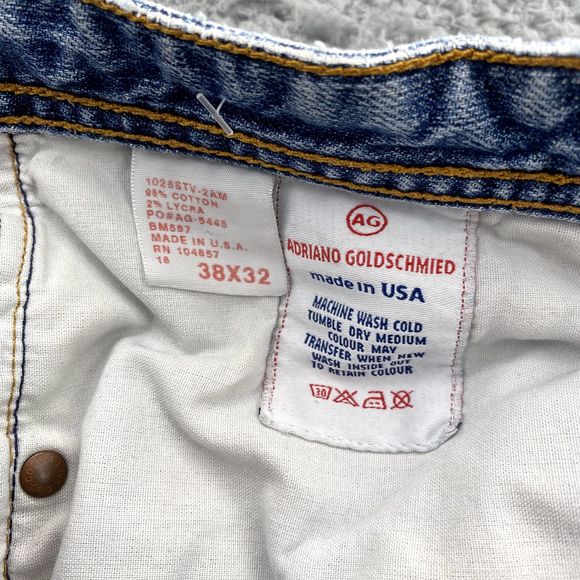 1028STV-2AM
98% COTTON
2% LYCRA
PO#AG-5445
BM587
MADE IN U.S.A.
RN 104857
18
38X32
AG
ADRIANO GOLDSCHMIED
made in USA
MACHINE WASH COLD
TUMBLE DRY MEDIUM
COLOUR MAY
TRANSFER WHEN NEW
WASH INSIDE OUT
TO RETAIN COLOUR
30